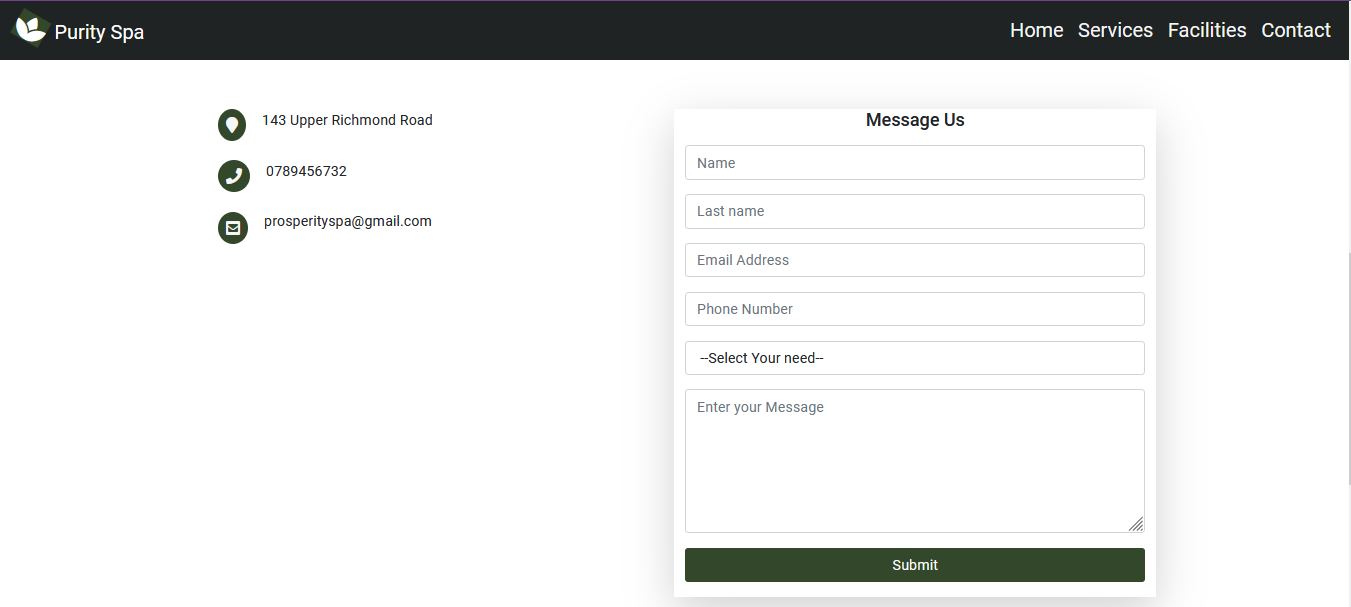 Purity Spa
Home Services Facilities Contact
143 Upper Richmond Road
0789456732
prosperityspa@gmail.com
Message Us
Name
Last name
Email Address
Phone Number
--Select Your need--
Enter your Message
Submit